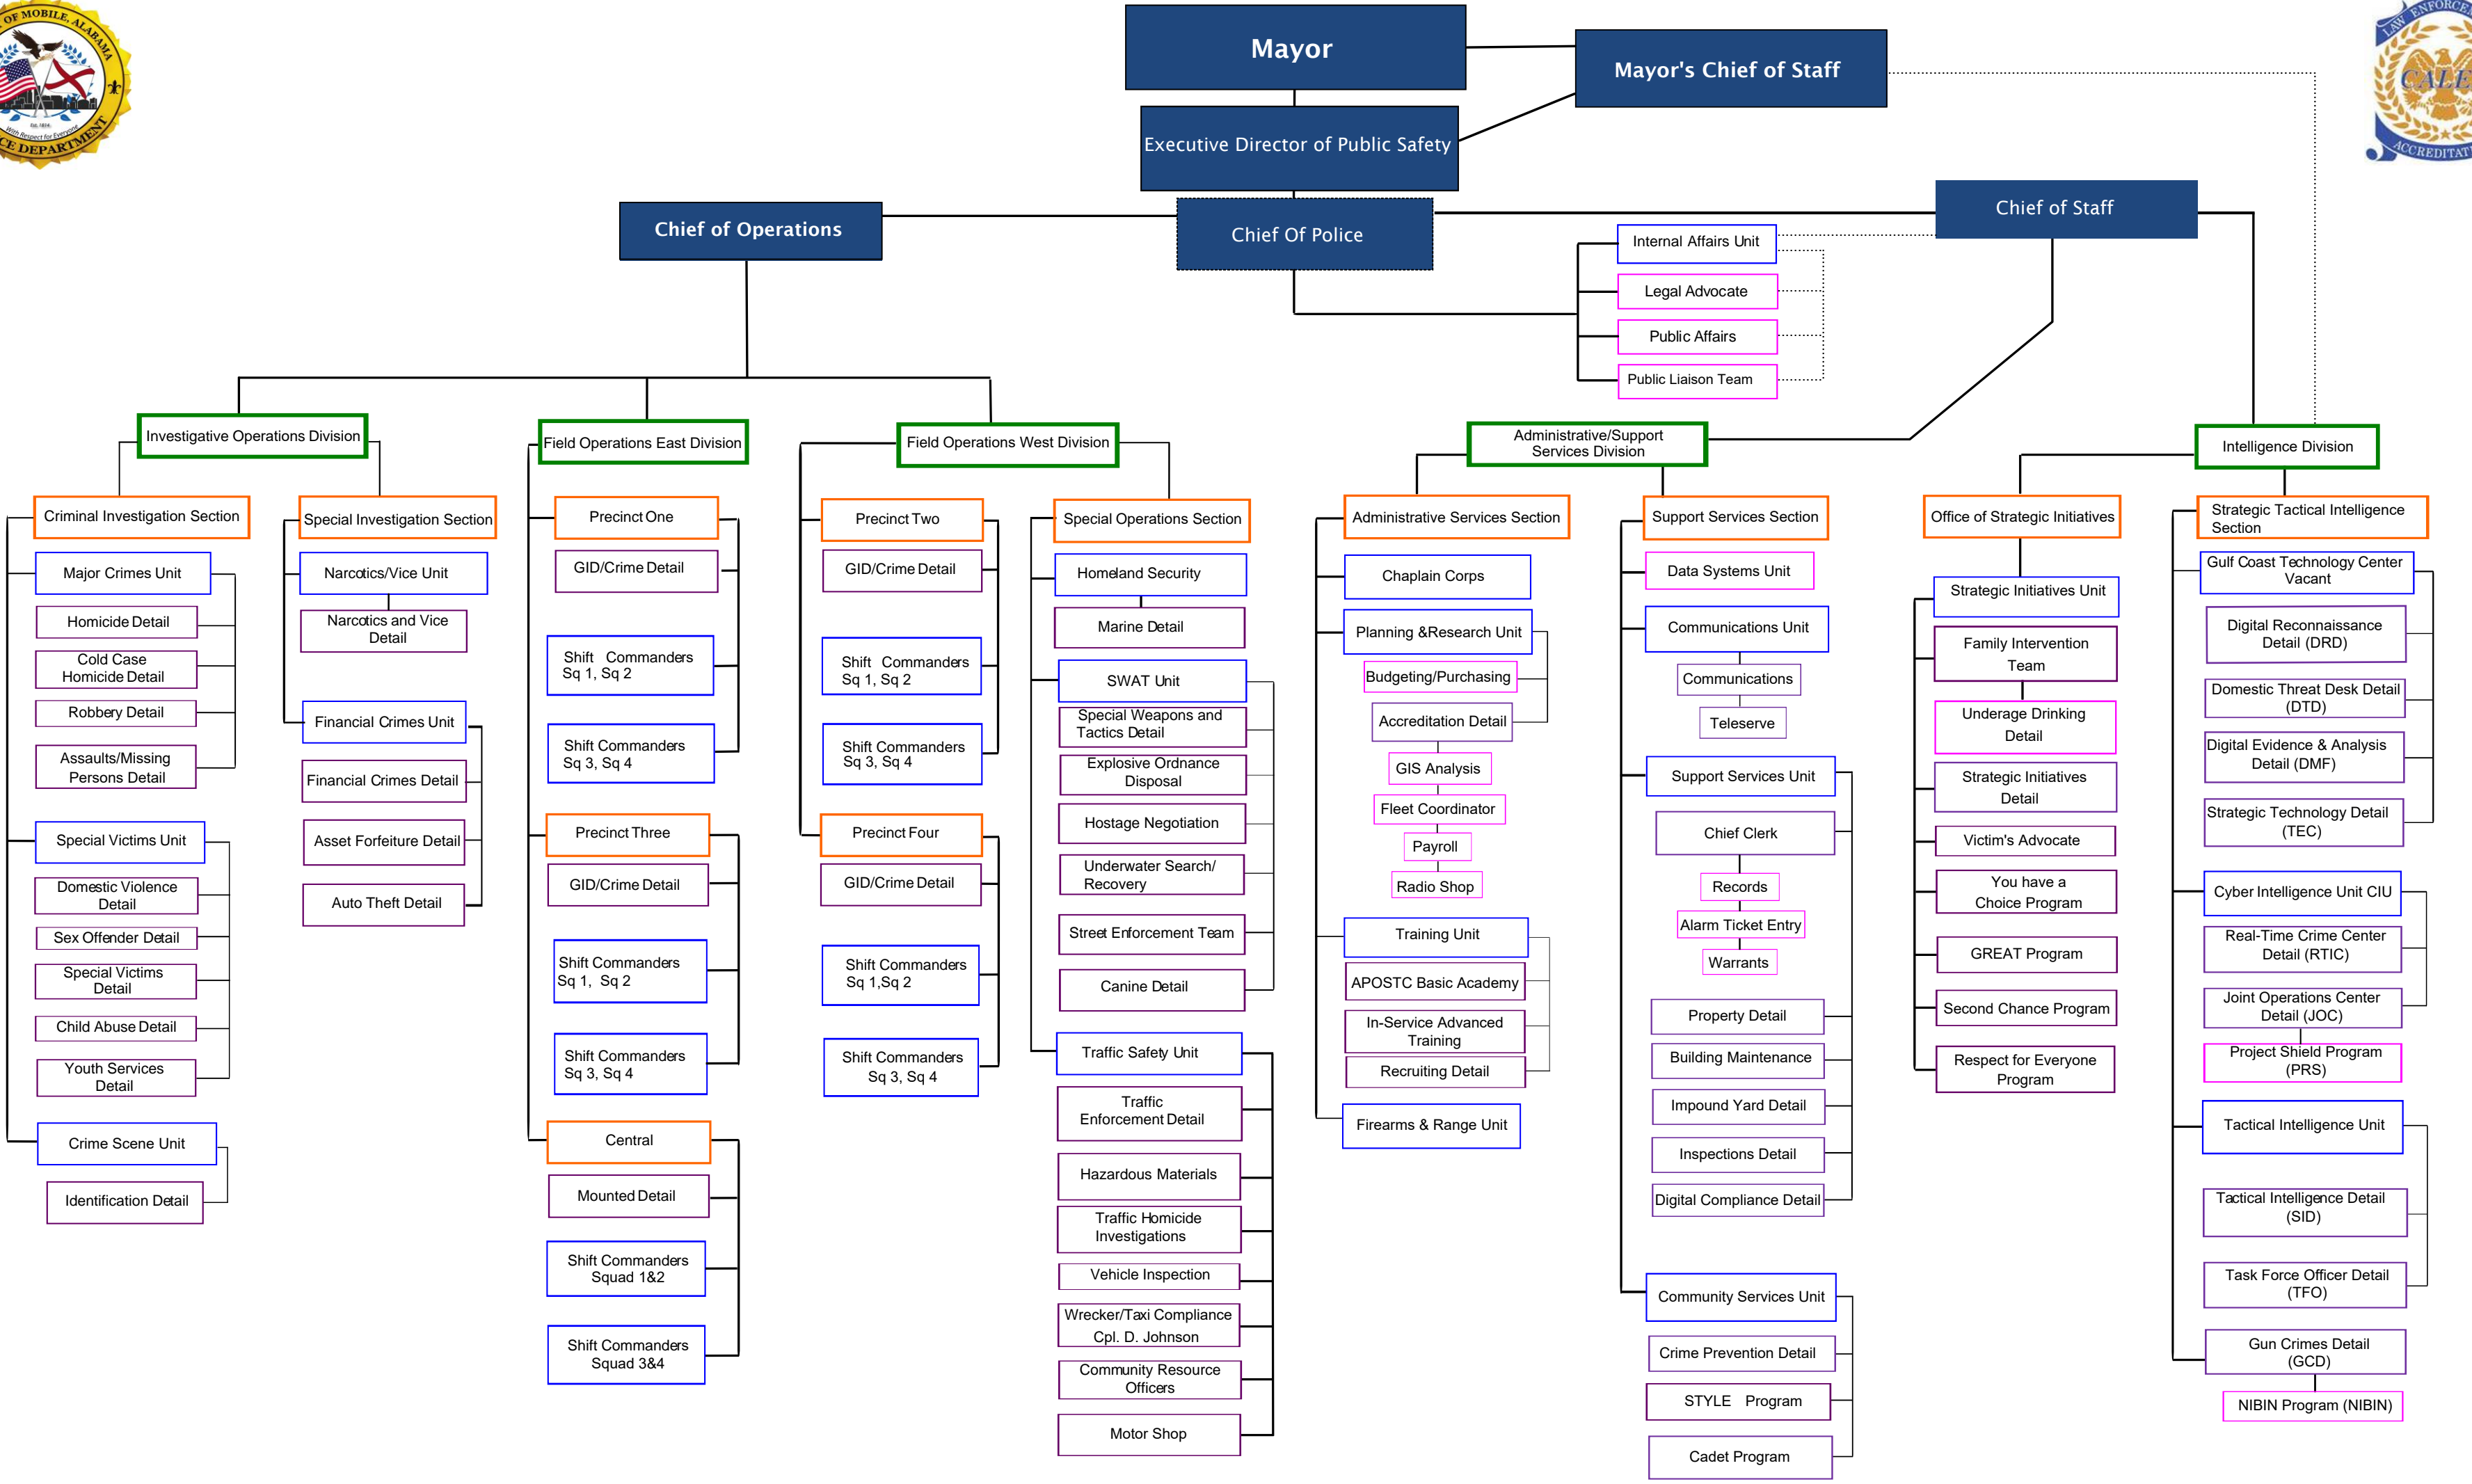 OF MOBILE, ALABAMA
Est. 1814
With Respect for Everyone
CE DEPARTMENT
LAW ENFORCE
CALE
ACCREDITAT
Mayor
Mayor's Chief of Staff
Executive Director of Public Safety
Chief of Operations
Chief Of Police
Chief of Staff
Internal Affairs Unit
Legal Advocate
Public Affairs
Public Liaison Team
Investigative Operations Division
Field Operations East Division
Field Operations West Division
Administrative/Support
Services Division
Intelligence Division
Criminal Investigation Section
Major Crimes Unit
Homicide Detail
Cold Case
Homicide Detail
Robbery Detail
Assaults/Missing
Persons Detail
Special Victims Unit
Domestic Violence
Detail
Sex Offender Detail
Special Victims
Detail
Child Abuse Detail
Youth Services
Detail
Crime Scene Unit
Identification Detail
Special Investigation Section
Narcotics/Vice Unit
Narcotics and Vice
Detail
Financial Crimes Unit
Financial Crimes Detail
Asset Forfeiture Detail
Auto Theft Detail
Precinct One
GID/Crime Detail
Shift Commanders
Sq 1, Sq 2
Shift Commanders
Sq 3, Sq 4
Precinct Three
GID/Crime Detail
Shift Commanders
Sq 1, Sq 2
Shift Commanders
Sq 3, Sq 4
Central
Mounted Detail
Shift Commanders
Squad 1&2
Shift Commanders
Squad 3&4
Precinct Two
GID/Crime Detail
Shift Commanders
Sq 1, Sq 2
Shift Commanders
Sq 3, Sq 4
Precinct Four
GID/Crime Detail
Shift Commanders
Sq 1,Sq 2
Shift Commanders
Sq 3, Sq 4
Special Operations Section
Homeland Security
Marine Detail
SWAT Unit
Special Weapons and
Tactics Detail
Explosive Ordnance
Disposal
Hostage Negotiation
Underwater Search/
Recovery
Street Enforcement Team
Canine Detail
Traffic Safety Unit
Traffic
Enforcement Detail
Hazardous Materials
Traffic Homicide
Investigations
Vehicle Inspection
Wrecker/Taxi Compliance
Cpl. D. Johnson
Community Resource
Officers
Motor Shop
Administrative Services Section
Chaplain Corps
Planning &Research Unit
Budgeting/Purchasing
Accreditation Detail
GIS Analysis
Fleet Coordinator
Payroll
Radio Shop
Training Unit
APOSTC Basic Academy
In-Service Advanced
Training
Recruiting Detail
Firearms & Range Unit
Support Services Section
Data Systems Unit
Communications Unit
Communications
Teleserve
Support Services Unit
Chief Clerk
Records
Alarm Ticket Entry
Warrants
Property Detail
Building Maintenance
Impound Yard Detail
Inspections Detail
Digital Compliance Detail
Community Services Unit
Crime Prevention Detail
STYLE Program
Cadet Program
Office of Strategic Initiatives
Strategic Initiatives Unit
Family Intervention
Team
Underage Drinking
Detail
Strategic Initiatives
Detail
Victim's Advocate
You have a
Choice Program
GREAT Program
Second Chance Program
Respect for Everyone
Program
Strategic Tactical Intelligence
Section
Gulf Coast Technology Center
Vacant
Digital Reconnaissance
Detail (DRD)
Domestic Threat Desk Detail
(DTD)
Digital Evidence & Analysis
Detail (DMF)
Strategic Technology Detail
(TEC)
Cyber Intelligence Unit CIU
Real-Time Crime Center
Detail (RTIC)
Joint Operations Center
Detail (JOC)
Project Shield Program
(PRS)
Tactical Intelligence Unit
Tactical Intelligence Detail
(SID)
Task Force Officer Detail
(TFO)
Gun Crimes Detail
(GCD)
NIBIN Program (NIBIN)